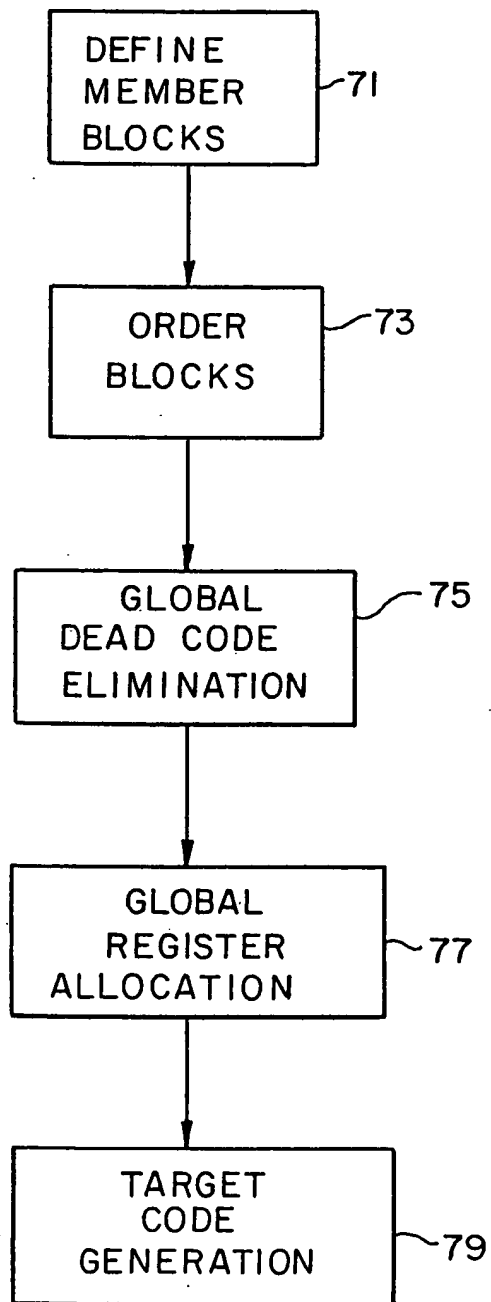 DEFINE
MEMBER
BLOCKS
71
ORDER
BLOCKS
73
GLOBAL
DEAD CODE
ELIMINATION
75
GLOBAL
REGISTER
ALLOCATION
77
TARGET
CODE
GENERATION
79